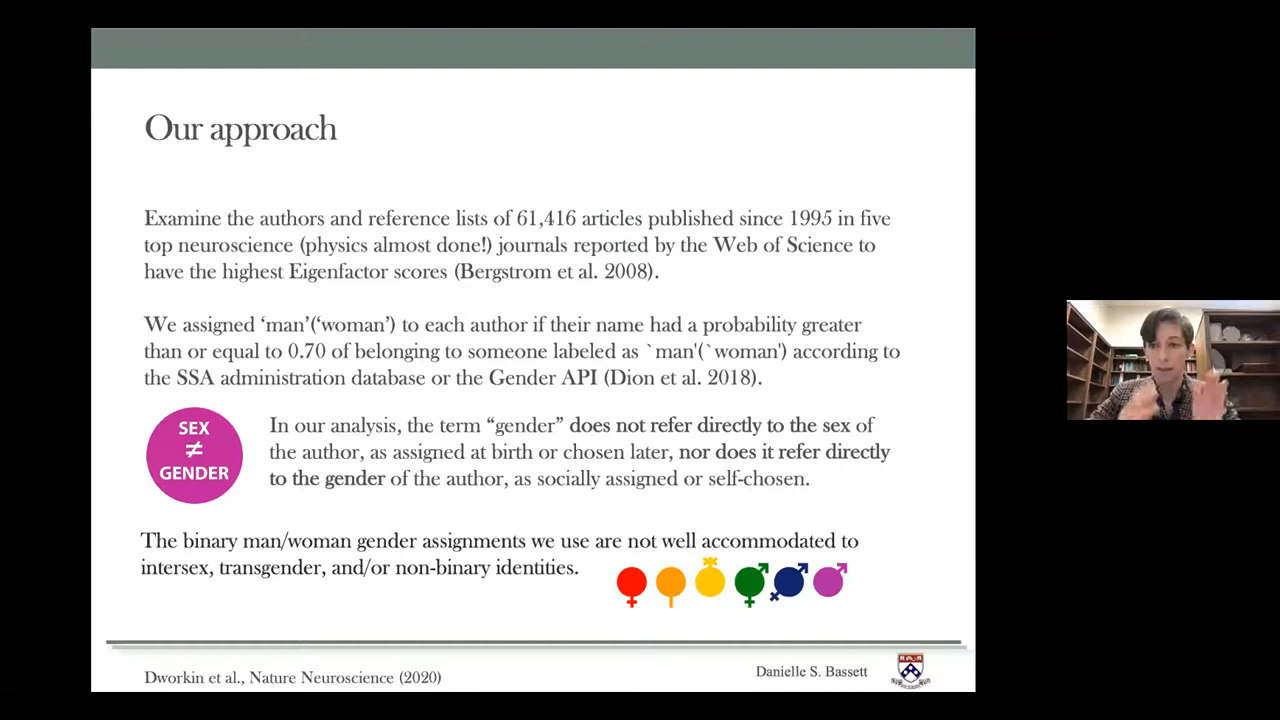 Our approach
Examine the authors and reference lists of 61,416 articles published since 1995 in five
top neuroscience (physics almost done!) journals reported by the Web of Science to
have the highest Eigenfactor scores (Bergstrom et al. 2008).
We assigned ‘man’(‘woman’) to each author if their name had a probability greater
than or equal to 0.70 of belonging to someone labeled as `man'(`woman') according to
the SSA administration database or the Gender API (Dion et al. 2018).
SEX
≠
GENDER
In our analysis, the term “gender” does not refer directly to the sex of
the author, as assigned at birth or chosen later, nor does it refer directly
to the gender of the author, as socially assigned or self-chosen.
The binary man/woman gender assignments we use are not well accommodated to
intersex, transgender, and/or non-binary identities.
Dworkin et al., Nature Neuroscience (2020)
Danielle S. Bassett